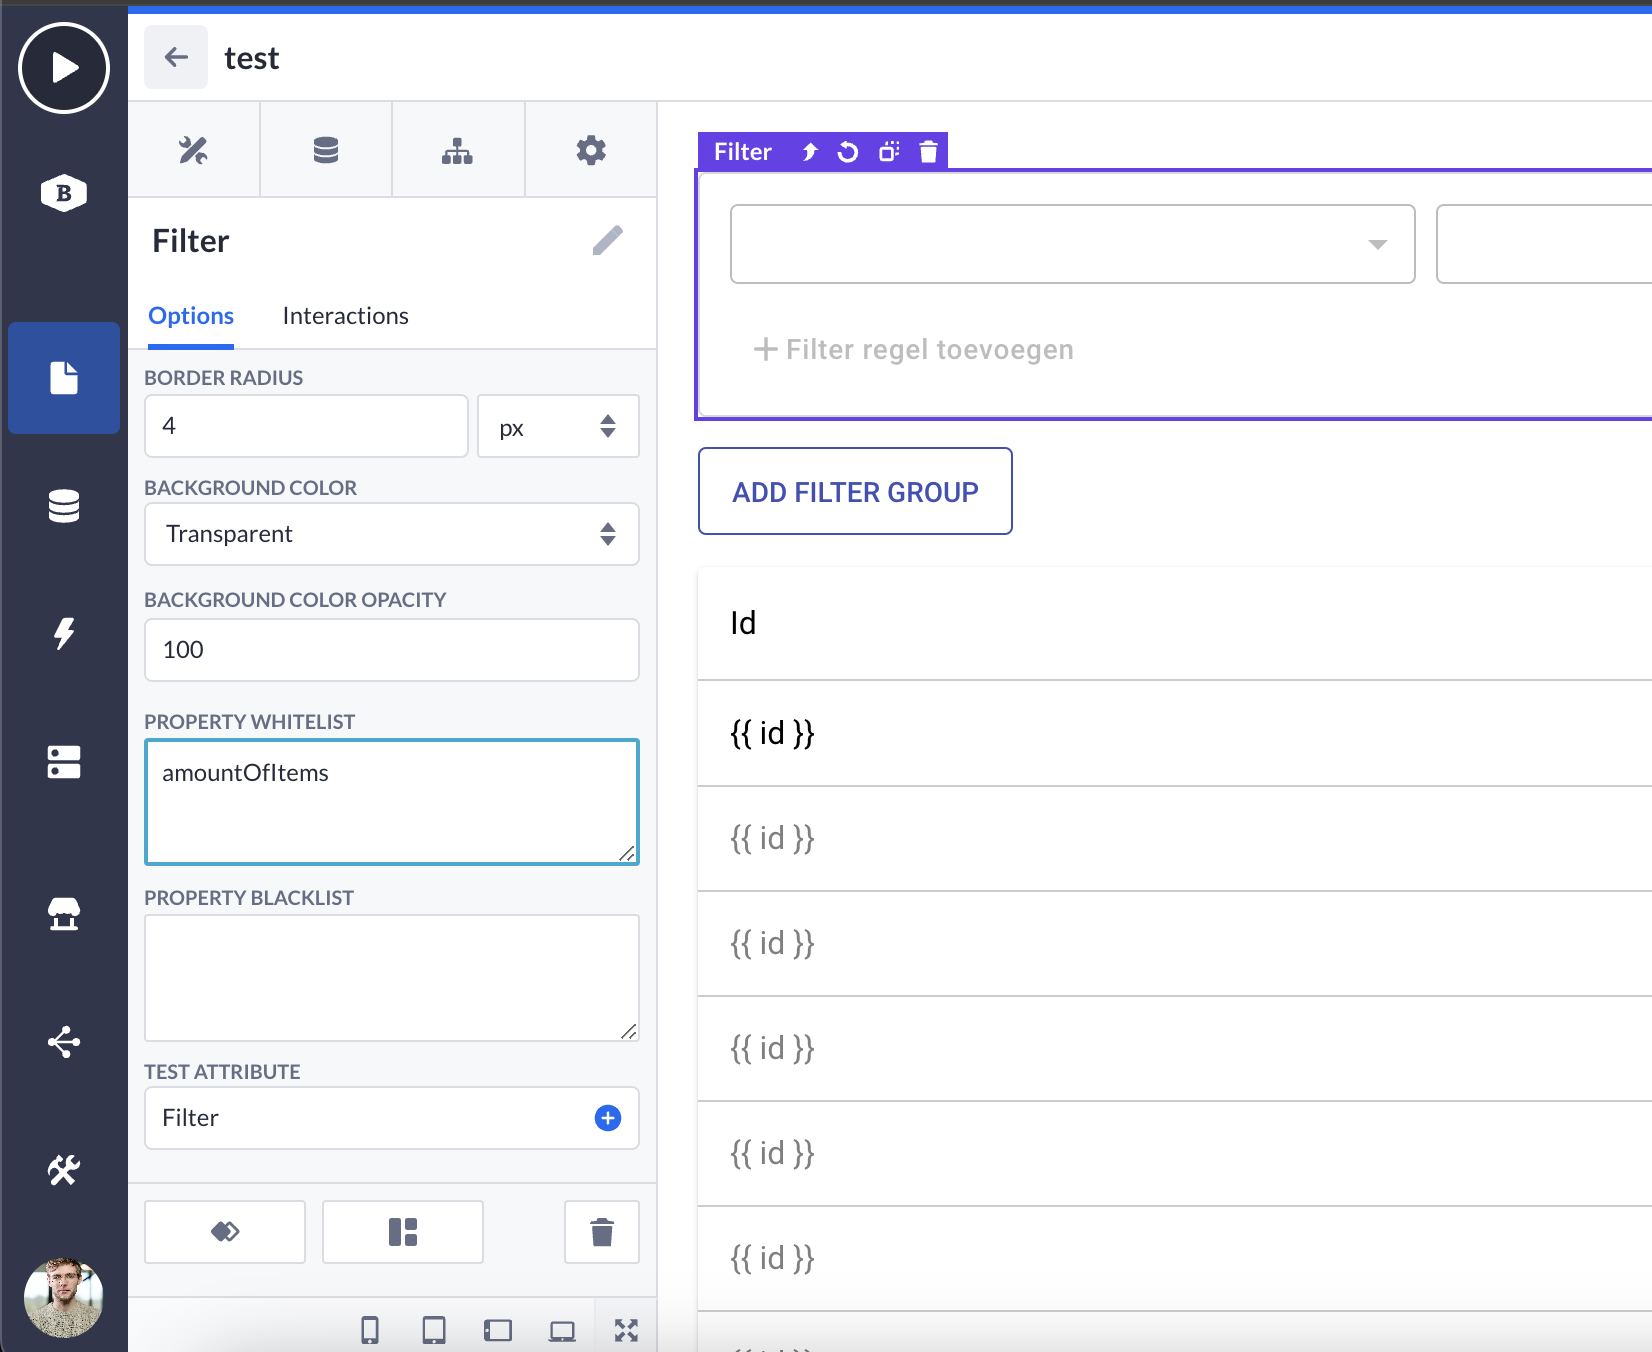 test
B
Filter
Options
Interactions
BORDER RADIUS
4
px
BACKGROUND COLOR
Transparent
BACKGROUND COLOR OPACITY
100
PROPERTY WHITELIST
amountOfItems
PROPERTY BLACKLIST
TEST ATTRIBUTE
Filter
Filter
Filter regel toevoegen
ADD FILTER GROUP
Id
{{ id }}
{{ id }}
{{ id }}
{{ id }}
{{ id }}
{{ id }}